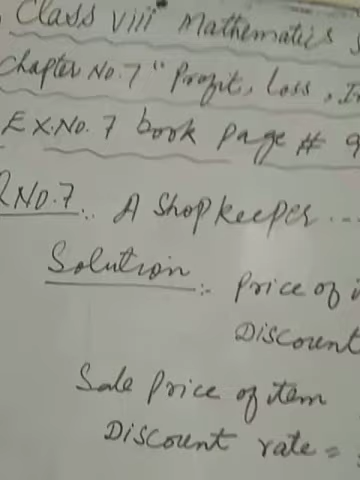 Class viii Mathematics
Chapter No. 7 " Profit, Loss,
Ex. No. 7 book page #
No. 7 :. A Shopkeeper ...
Solution :. Price of
Discount
Sale Price of item
Discount rate =